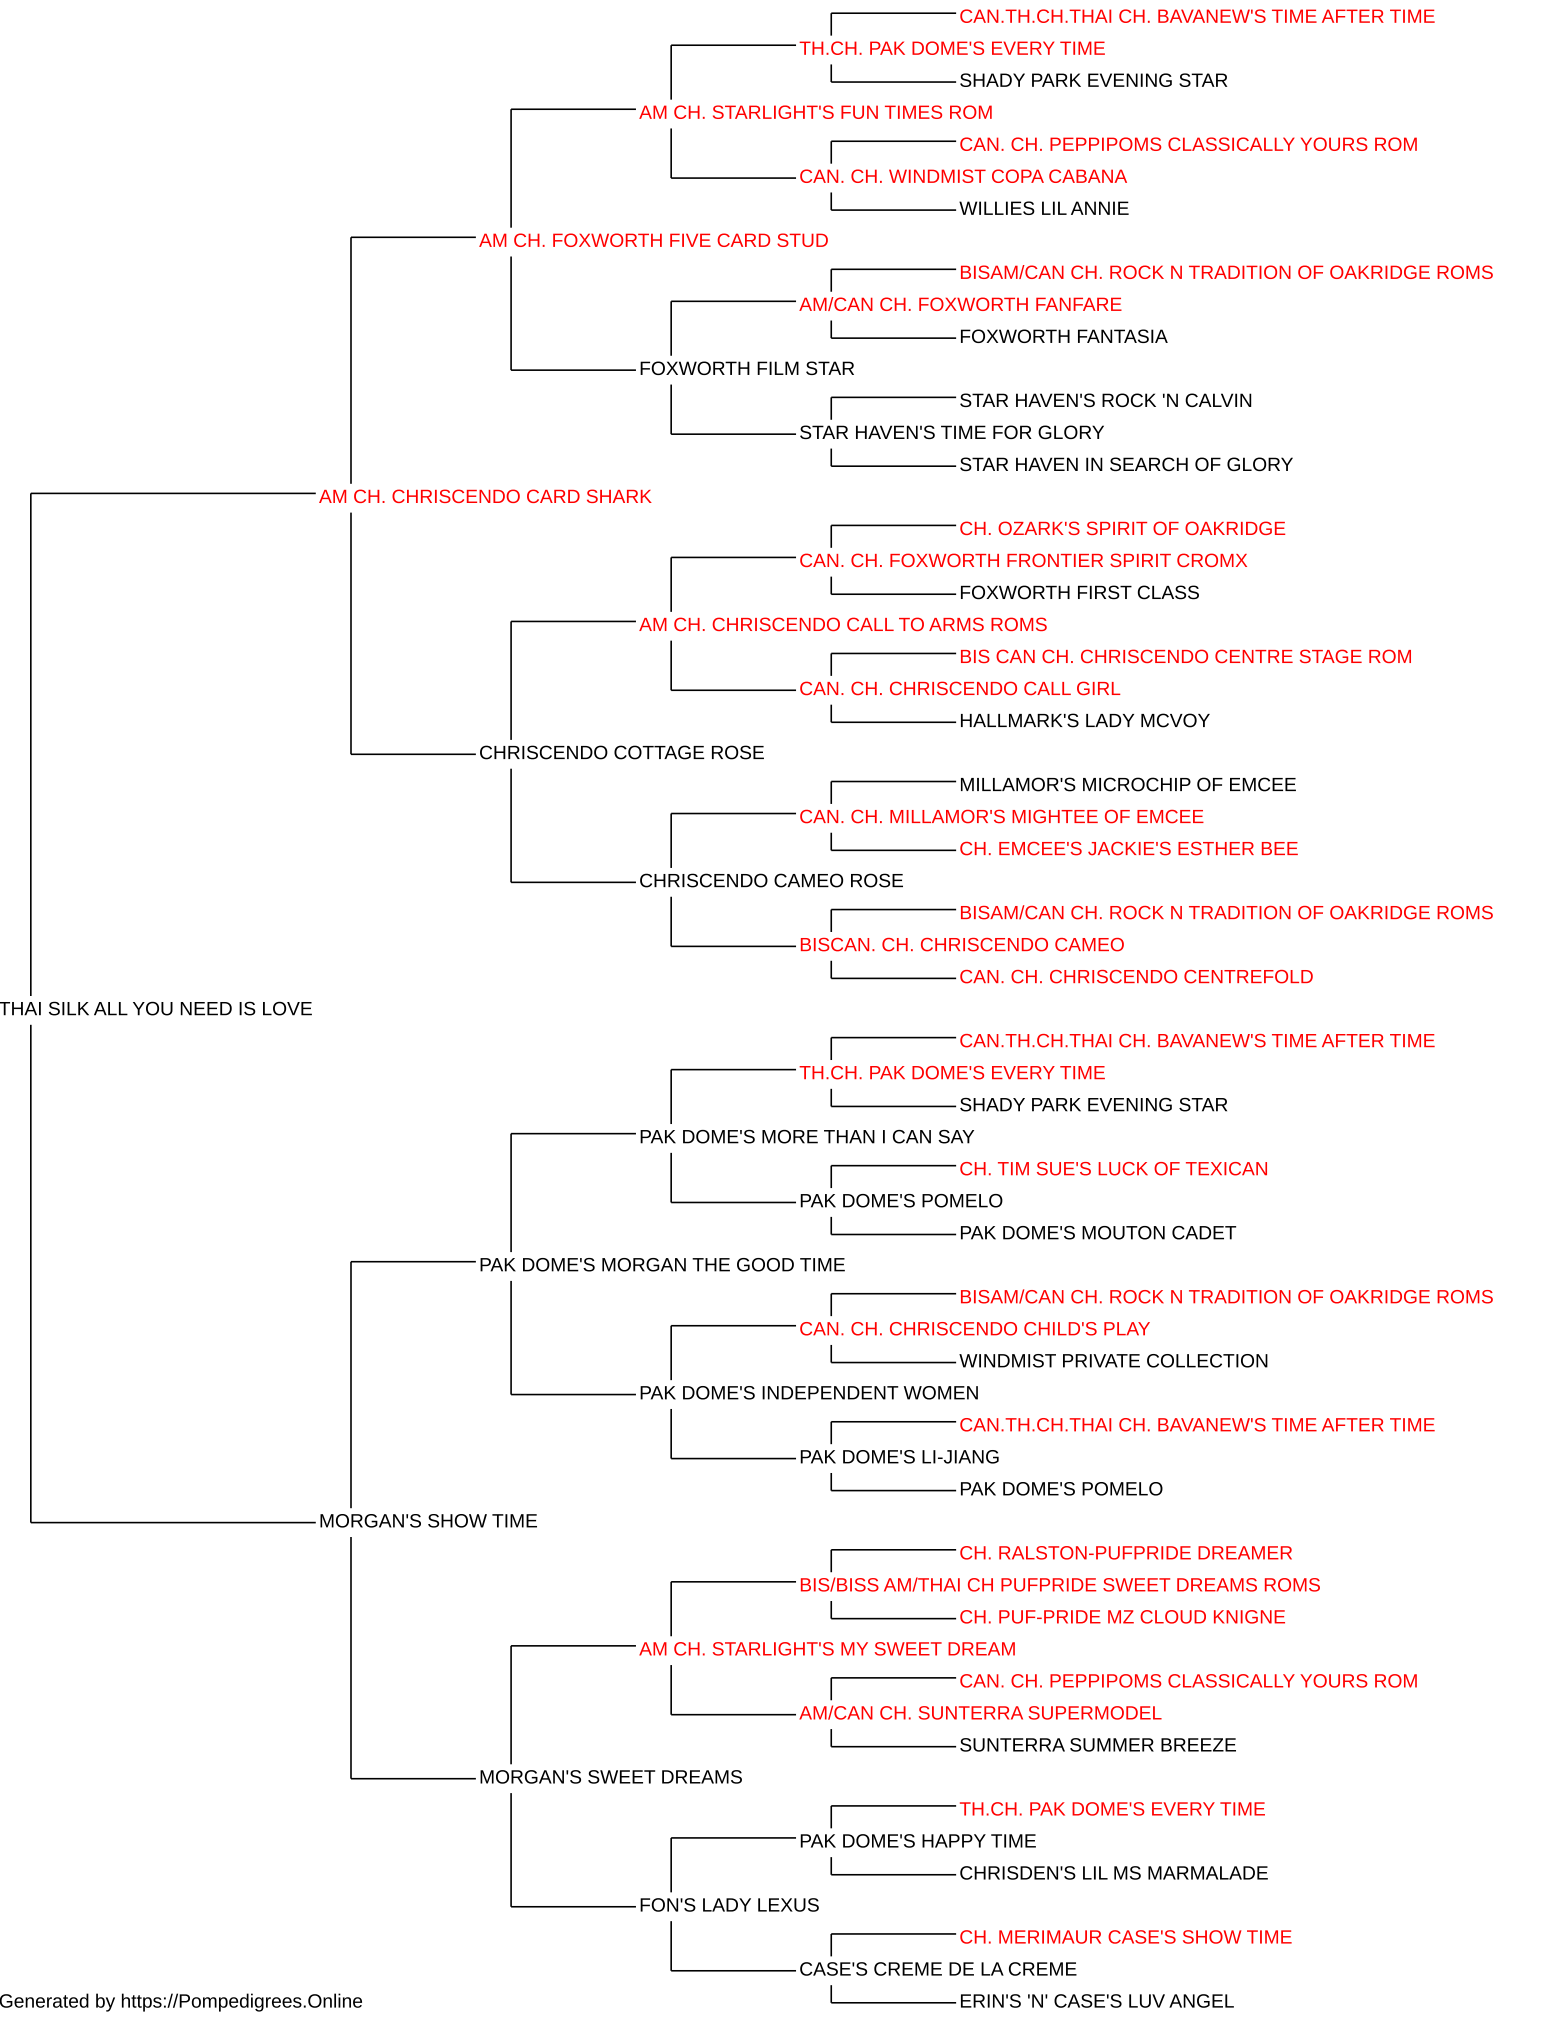 CAN.TH.CH.THAI CH. BAVANEW'S TIME AFTER TIME
TH.CH. PAK DOME'S EVERY TIME
SHADY PARK EVENING STAR
AM CH. STARLIGHT'S FUN TIMES ROM
CAN. CH. PEPPIPOMS CLASSICALLY YOURS ROM
CAN. CH. WINDMIST COPA CABANA
WILLIES LIL ANNIE
AM CH. FOXWORTH FIVE CARD STUD
BISAM/CAN CH. ROCK N TRADITION OF OAKRIDGE ROMS
AM/CAN CH. FOXWORTH FANFARE
FOXWORTH FANTASIA
FOXWORTH FILM STAR
STAR HAVEN'S ROCK 'N CALVIN
STAR HAVEN'S TIME FOR GLORY
STAR HAVEN IN SEARCH OF GLORY
AM CH. CHRISCENDO CARD SHARK
CH. OZARK'S SPIRIT OF OAKRIDGE
CAN. CH. FOXWORTH FRONTIER SPIRIT CROMX
FOXWORTH FIRST CLASS
AM CH. CHRISCENDO CALL TO ARMS ROMS
BIS CAN CH. CHRISCENDO CENTRE STAGE ROM
CAN. CH. CHRISCENDO CALL GIRL
HALLMARK'S LADY MCVOY
CHRISCENDO COTTAGE ROSE
MILLAMOR'S MICROCHIP OF EMCEE
CAN. CH. MILLAMOR'S MIGHTEE OF EMCEE
CH. EMCEE'S JACKIE'S ESTHER BEE
CHRISCENDO CAMEO ROSE
BISAM/CAN CH. ROCK N TRADITION OF OAKRIDGE ROMS
BISCAN. CH. CHRISCENDO CAMEO
CAN. CH. CHRISCENDO CENTREFOLD
THAI SILK ALL YOU NEED IS LOVE
CAN.TH.CH.THAI CH. BAVANEW'S TIME AFTER TIME
TH.CH. PAK DOME'S EVERY TIME
SHADY PARK EVENING STAR
PAK DOME'S MORE THAN I CAN SAY
CH. TIM SUE'S LUCK OF TEXICAN
PAK DOME'S POMELO
PAK DOME'S MOUTON CADET
PAK DOME'S MORGAN THE GOOD TIME
BISAM/CAN CH. ROCK N TRADITION OF OAKRIDGE ROMS
CAN. CH. CHRISCENDO CHILD'S PLAY
WINDMIST PRIVATE COLLECTION
PAK DOME'S INDEPENDENT WOMEN
CAN.TH.CH.THAI CH. BAVANEW'S TIME AFTER TIME
PAK DOME'S LI-JIANG
PAK DOME'S POMELO
MORGAN'S SHOW TIME
CH. RALSTON-PUFPRIDE DREAMER
BIS/BISS AM/THAI CH PUFPRIDE SWEET DREAMS ROMS
CH. PUF-PRIDE MZ CLOUD KNIGNE
AM CH. STARLIGHT'S MY SWEET DREAM
CAN. CH. PEPPIPOMS CLASSICALLY YOURS ROM
AM/CAN CH. SUNTERRA SUPERMODEL
SUNTERRA SUMMER BREEZE
MORGAN'S SWEET DREAMS
TH.CH. PAK DOME'S EVERY TIME
PAK DOME'S HAPPY TIME
CHRISDEN'S LIL MS MARMALADE
FON'S LADY LEXUS
CH. MERIMAUR CASE'S SHOW TIME
CASE'S CREME DE LA CREME
ERIN'S 'N' CASE'S LUV ANGEL
Generated by https://Pompedigrees.Online